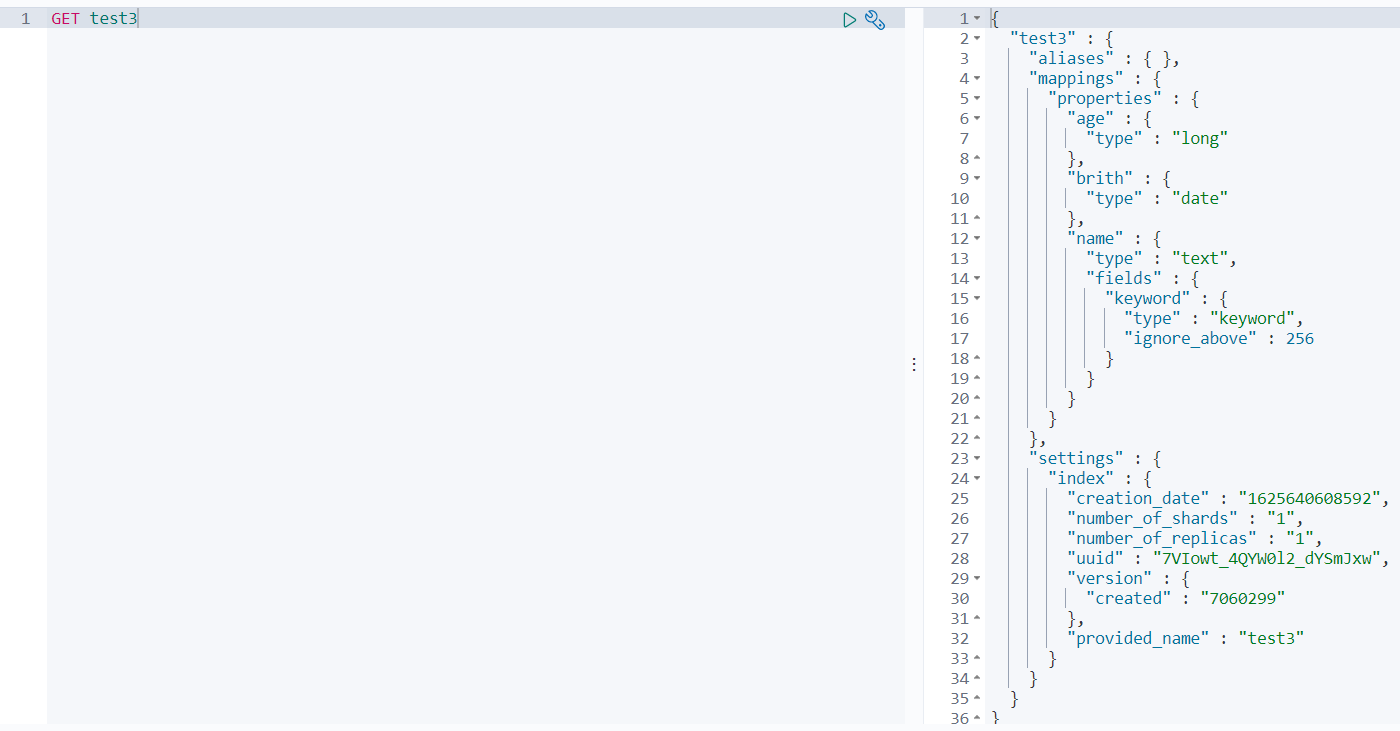 1 GET test3
1 {
2 "test3" : {
3 "aliases" : { },
4 "mappings" : {
5 "properties" : {
6 "age" : {
7 "type" : "long"
8 },
9 "brith" : {
10 "type" : "date"
11 },
12 "name" : {
13 "type" : "text",
14 "fields" : {
15 "keyword" : {
16 "type" : "keyword",
17 "ignore_above" : 256
18 }
19 }
20 }
21 }
22 },
23 "settings" : {
24 "index" : {
25 "creation_date" : "1625640608592",
26 "number_of_shards" : "1",
27 "number_of_replicas" : "1",
28 "uuid" : "7VIowt_4QYW0l2_dYSmJxw",
29 "version" : {
30 "created" : "7060299"
31 },
32 "provided_name" : "test3"
33 }
34 }
35 }
36 }